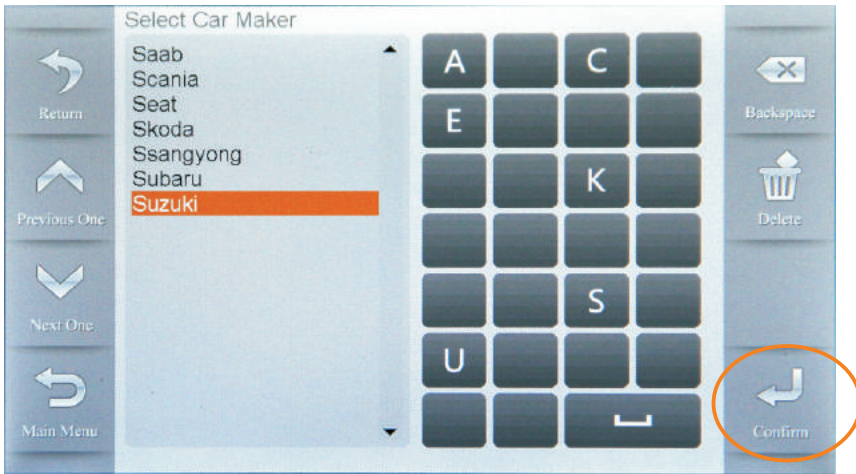 Select Car Maker
Saab
Scania
Seat
Skoda
Ssangyong
Subaru
Suzuki
Return
Previous One
Next One
Main Menu
A C
E
K
S
U
Backspace
Delete
Confirm